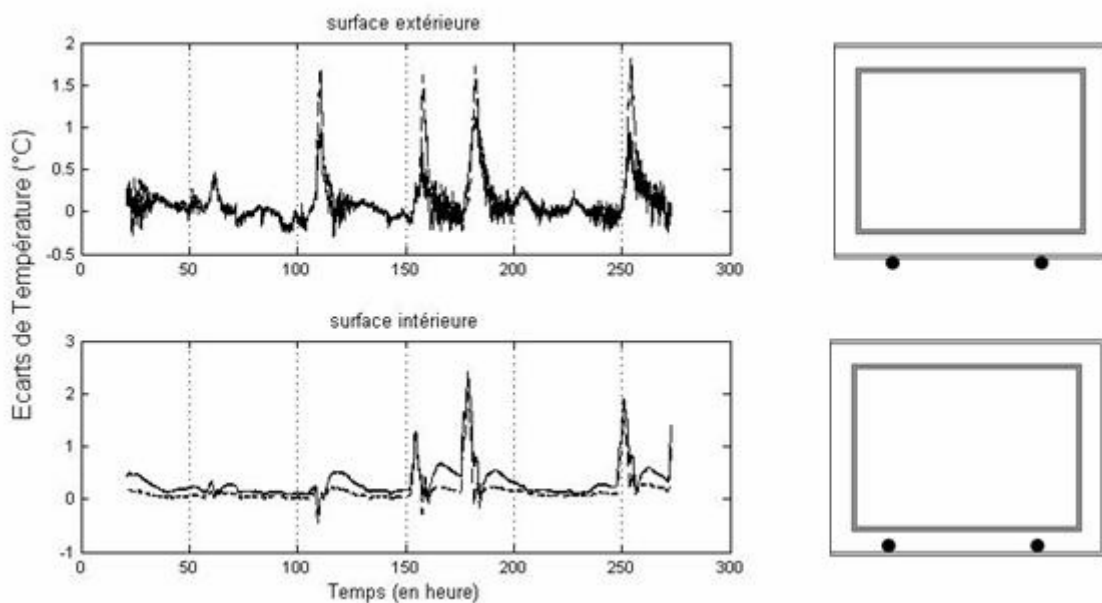 surface extérieure
2
1.5
1
0.5
0
-0.5
0 50 100 150 200 250 300
Ecarts de Température (°C)
surface intérieure
3
2
1
0
-1
0 50 100 150 200 250 300
Temps (en heure)